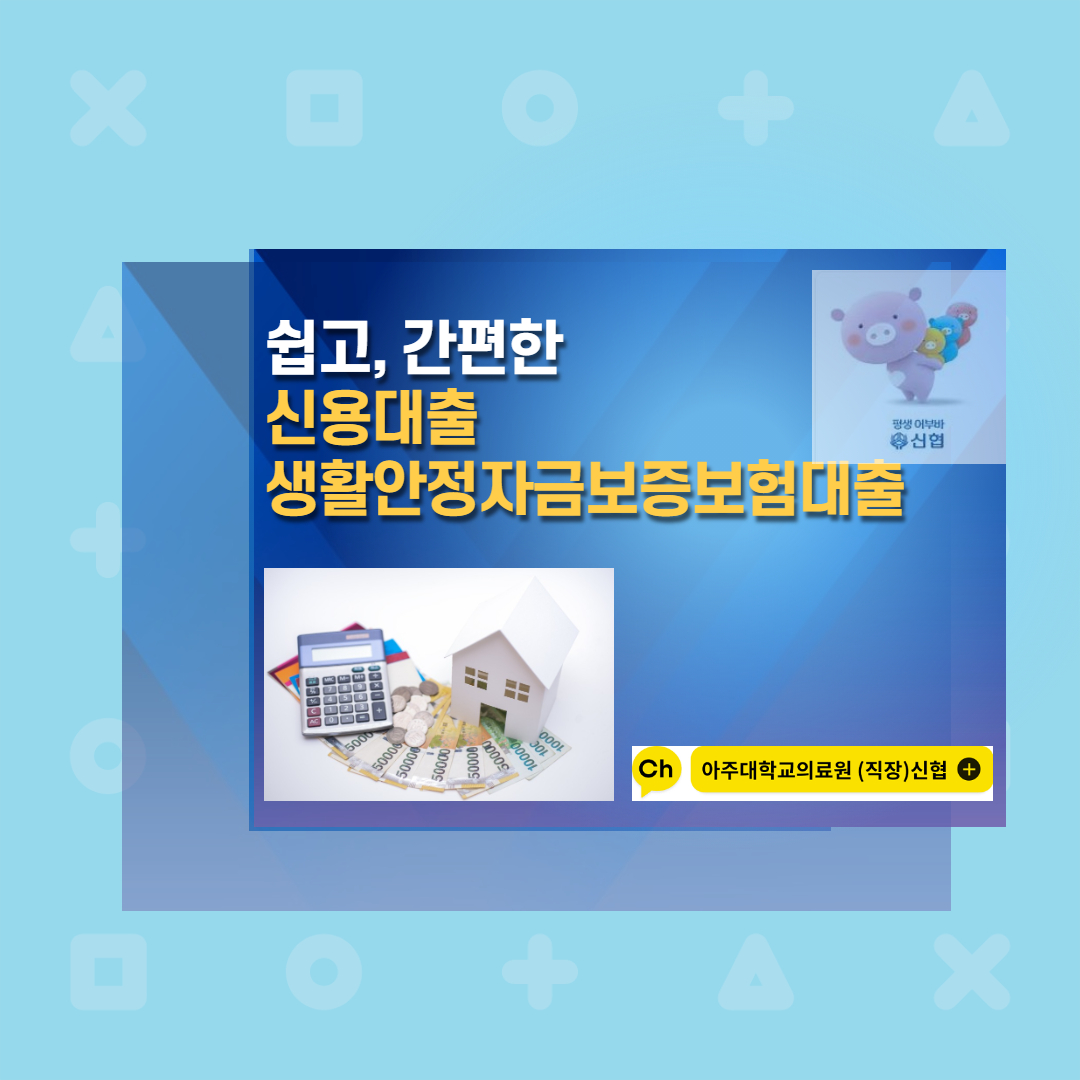 쉽고, 간편한
신용대출
생활안정자금보증보험대출
평생 어부바
신협
Ch 아주대학교의료원 (직장)신협